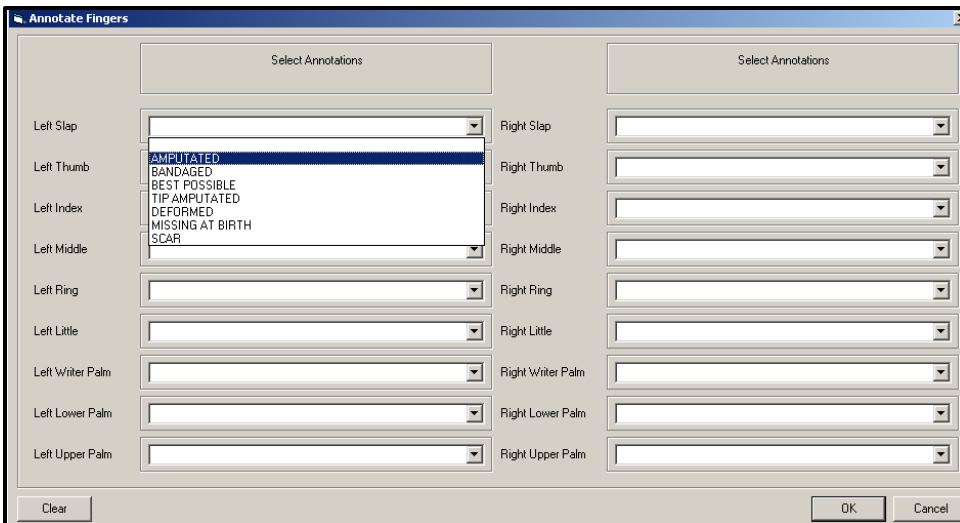 Annotate Fingers
Select Annotations Select Annotations
Left Slap Right Slap
AMPUTATED
BANDAGED
BEST POSSIBLE
TIP AMPUTATED
DEFORMED
MISSING AT BIRTH
SCAR
Left Thumb Right Thumb
Left Index Right Index
Left Middle Right Middle
Left Ring Right Ring
Left Little Right Little
Left Writer Palm Right Writer Palm
Left Lower Palm Right Lower Palm
Left Upper Palm Right Upper Palm
Clear OK Cancel